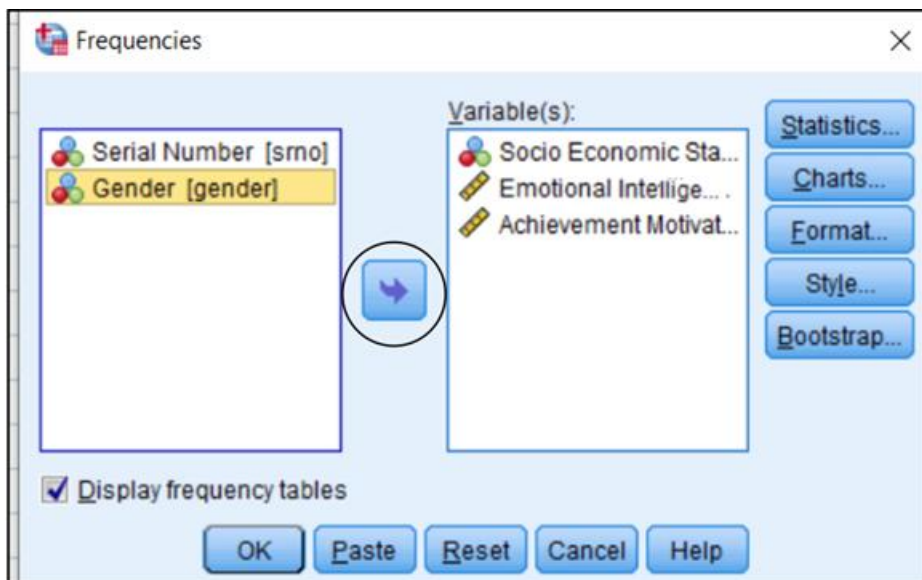 Frequencies
Variable(s):
Serial Number [srno]
Gender [gender]
Socio Economic Sta...
Emotional Intellige... .
Achievement Motivat...
Statistics...
Charts...
Format...
Style...
Bootstrap...
Display frequency tables
OK Paste Reset Cancel Help